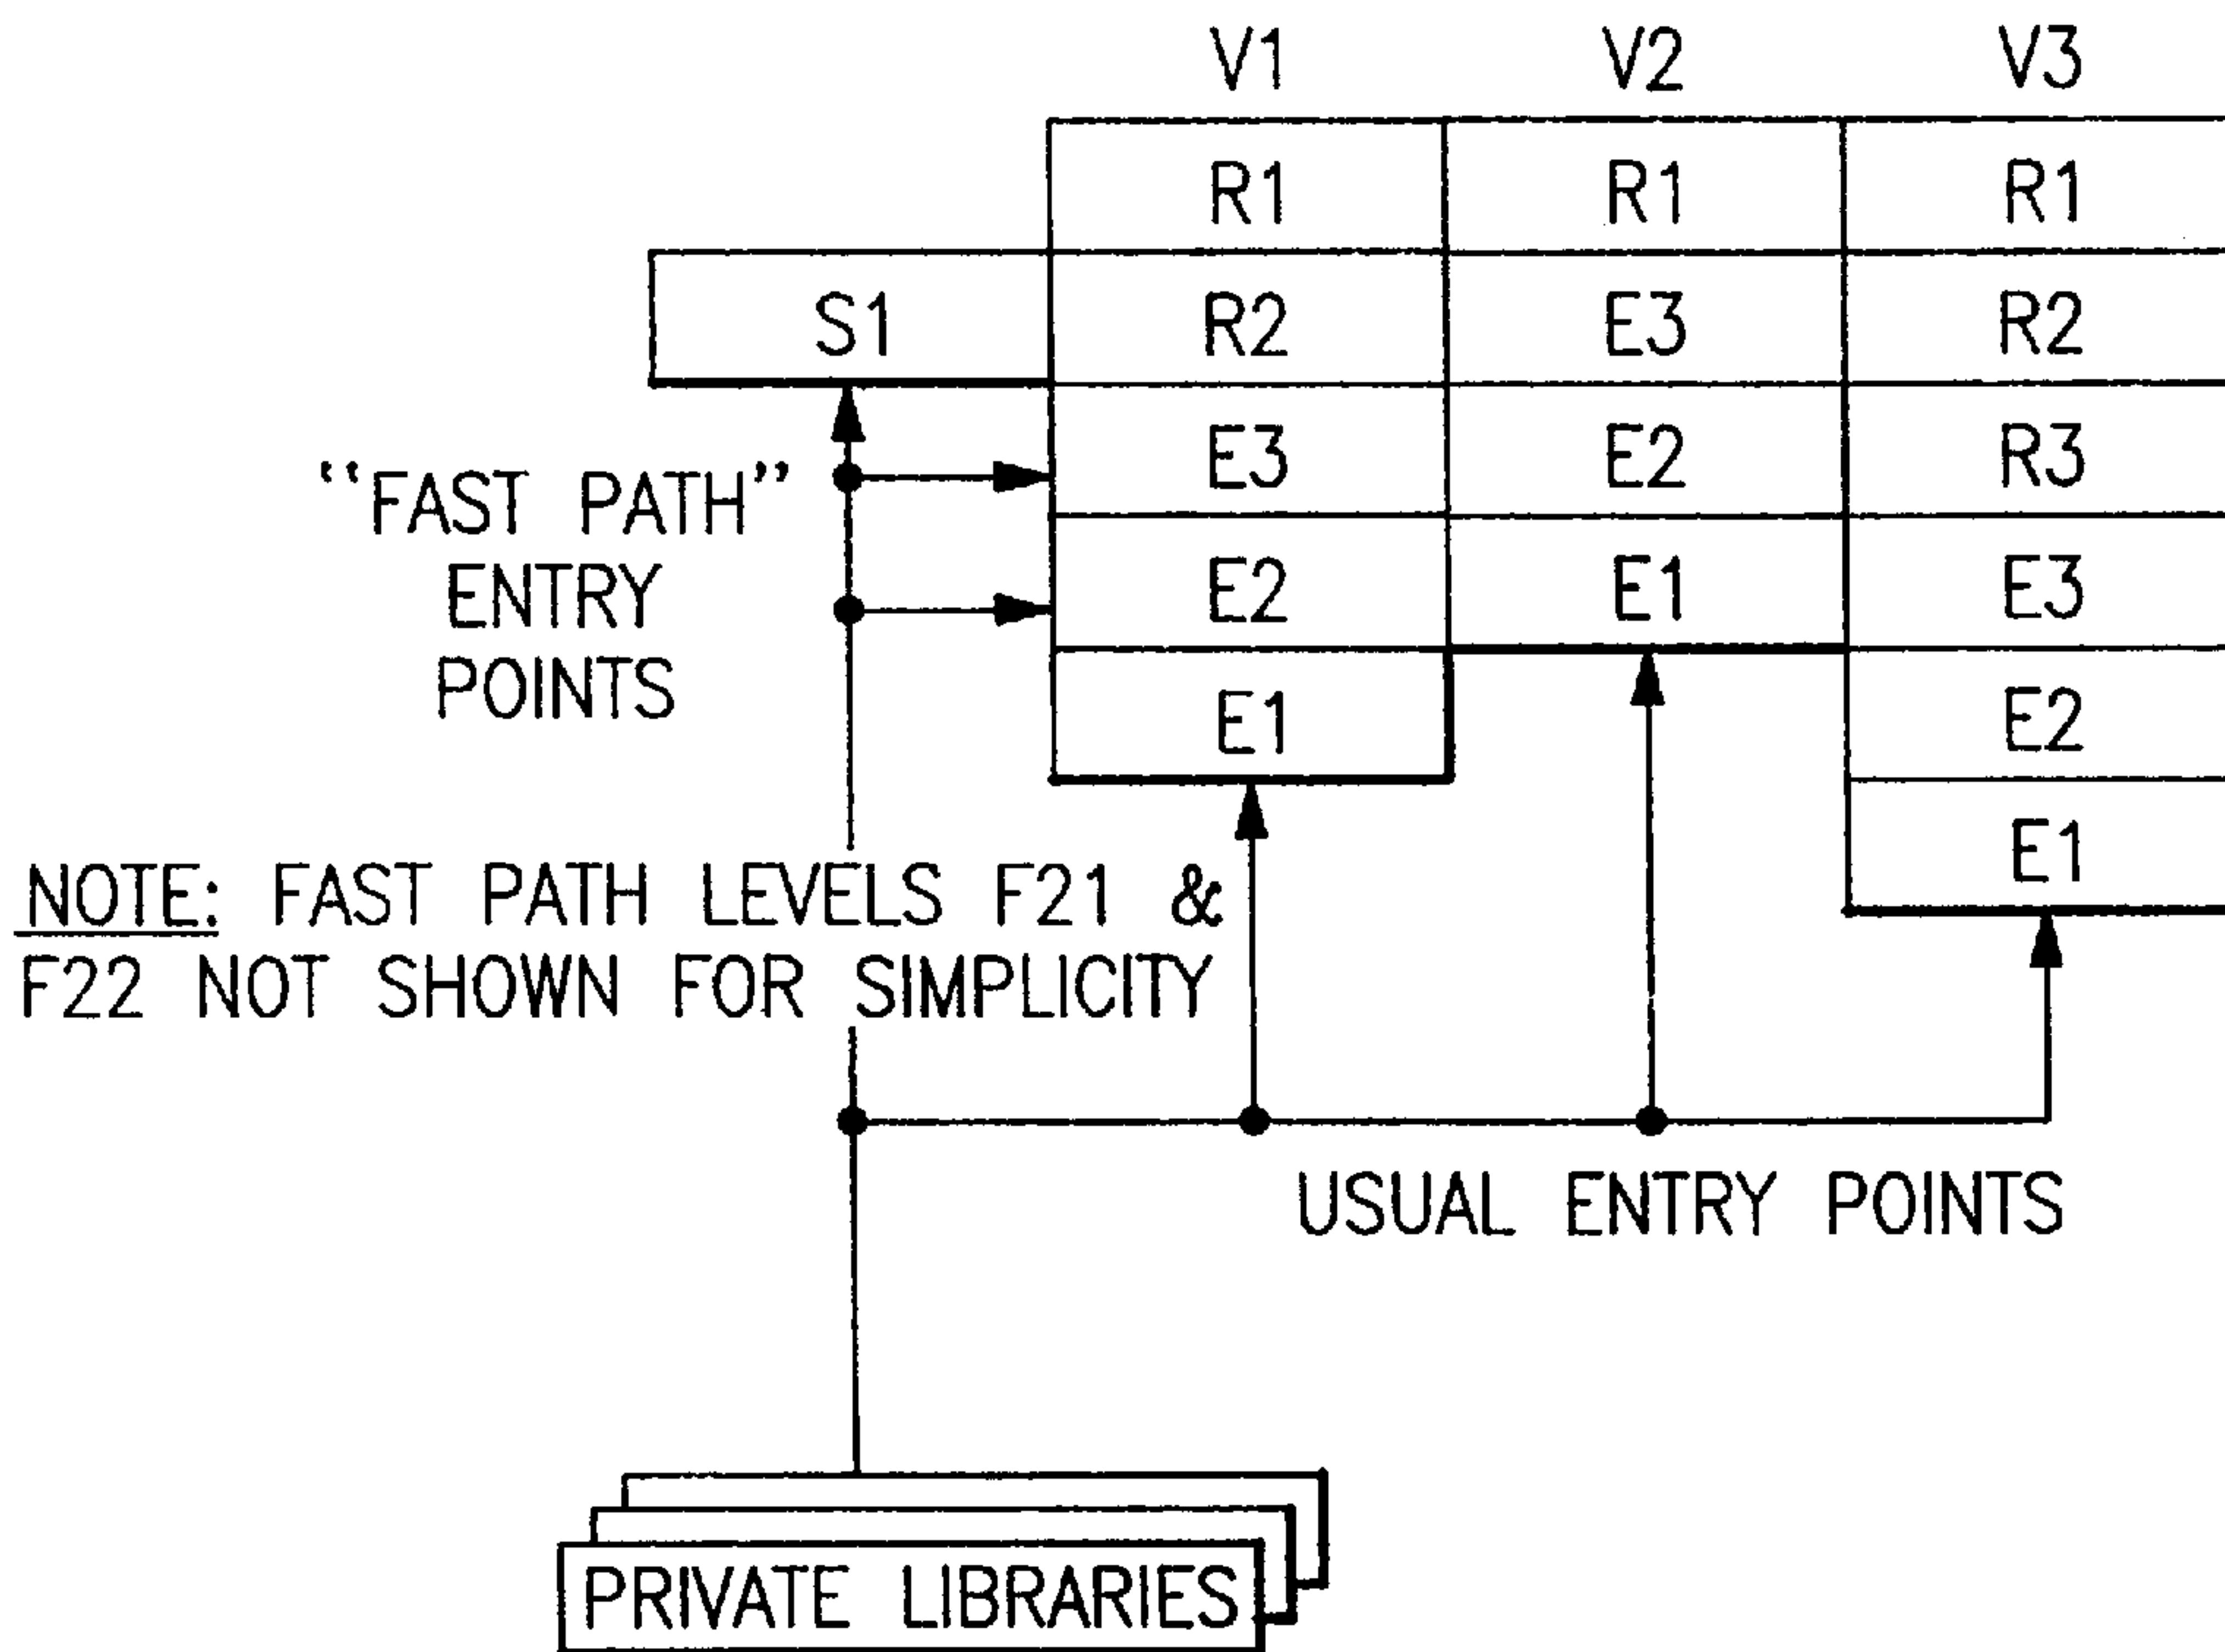 V1 V2 V3
R1 R1 R1
S1 R2 E3 R2
E3 E2 R3
“FAST PATH”
ENTRY
POINTS
E2 E1 E3
E1 E2
E1
NOTE: FAST PATH LEVELS F21 &
F22 NOT SHOWN FOR SIMPLICITY
USUAL ENTRY POINTS
PRIVATE LIBRARIES